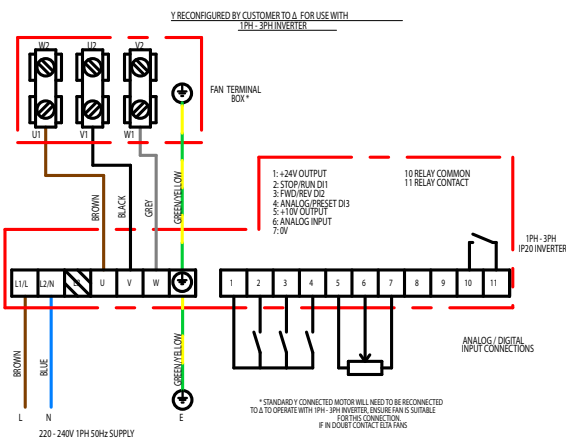 Y RECONFIGURED BY CUSTOMER TO Δ FOR USE WITH
1PH - 3PH INVERTER
W2 U2 V2
U1 V1 W1
FAN TERMINAL
BOX *
BROWN
BLACK
GREY
GREEN/YELLOW
1: +24V OUTPUT
2: STOP/RUN DI1
3: FWD/REV DI2
4: ANALOG/PRESET DI3
5: +10V OUTPUT
6: ANALOG INPUT
7: 0V
10 RELAY COMMON
11 RELAY CONTACT
1PH - 3PH
IP20 INVERTER
L1/L L2/N L3 U V W
1 2 3 4 5 6 7 8 9 10 11
BROWN
BLUE
GREEN/YELLOW
ANALOG / DIGITAL
INPUT CONNECTIONS
L N E
220 - 240V 1PH 50Hz SUPPLY
* STANDARD Y CONNECTED MOTOR WILL NEED TO BE RECONNECTED
TO Δ TO OPERATE WITH 1PH - 3PH INVERTER, ENSURE FAN IS SUITABLE
FOR THIS CONNECTION.
IF IN DOUBT CONTACT ELTA FANS